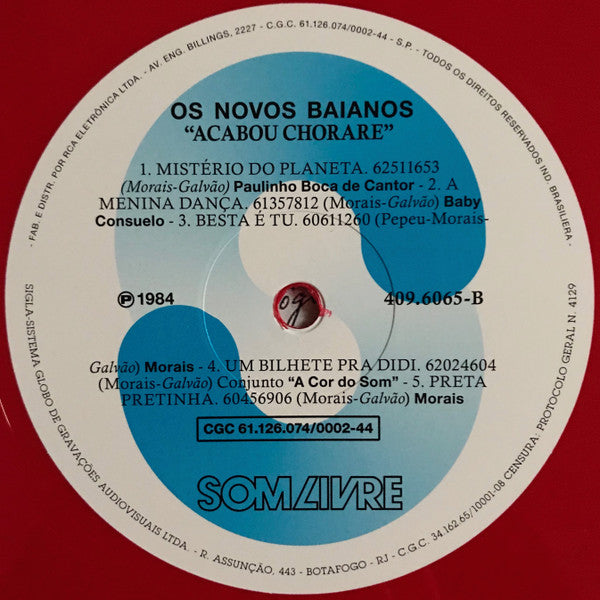 - FAB. E DISTR. POR RCA ELETRÔNICA LTDA. - AV. ENG. BILLINGS, 2227 - C.G.C. 61.126.074/0002-44 - S.P. - TODOS OS DIREITOS RESERVADOS IND. BRASILIERA -
OS NOVOS BAIANOS
“ACABOU CHORARE”
1. MISTÉRIO DO PLANETA. 62511653
(Morais-Galvão) Paulinho Boca de Cantor - 2. A
MENINA DANÇA. 61357812 (Morais-Galvão) Baby
Consuelo - 3. BESTA É TU. 60611260 (Pepeu-Morais-
℗ 1984
og
409.6065-B
Galvão) Morais - 4. UM BILHETE PRA DIDI. 62024604
(Morais-Galvão) Conjunto “A Cor do Som” - 5. PRETA
PRETINHA. 60456906 (Morais-Galvão) Morais
CGC 61.126.074/0002-44
SOM LIVRE
SIGLA-SISTEMA GLOBO DE GRAVAÇÕES AUDIOVISUAIS LTDA. - R. ASSUNÇÃO, 443 - BOTAFOGO - RJ - C.G.C. 34 162 65/10001-08 CENSURA: PROTOCOLO GERAL N. 4129